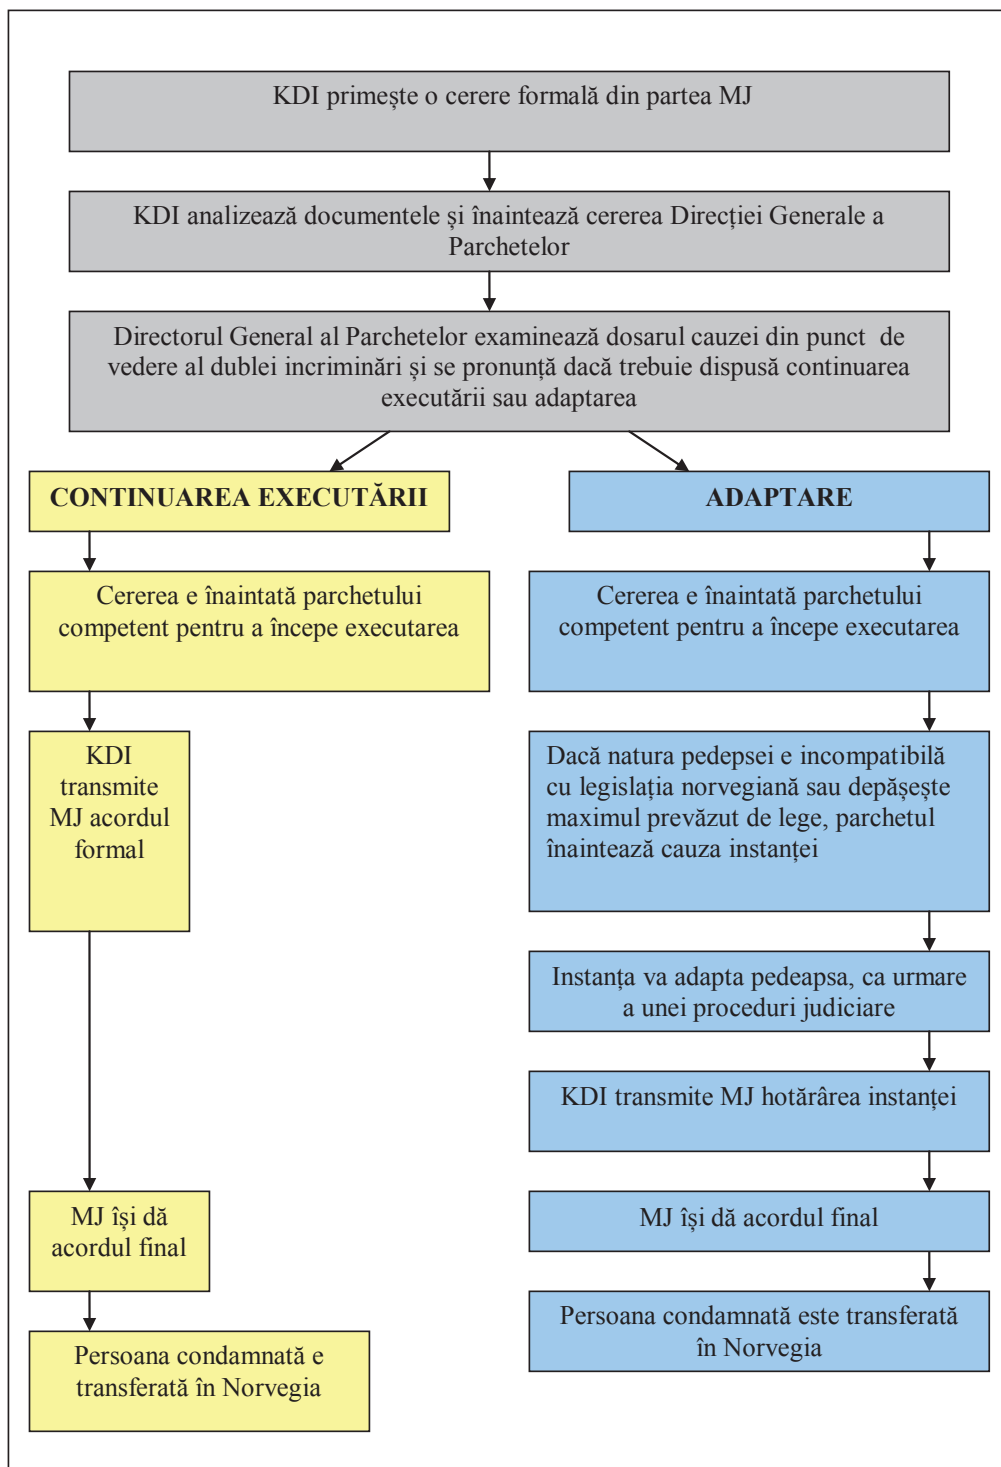 KDI primește o cerere formală din partea MJ
KDI analizează documentele și înaintează cererea Direcției Generale a
Parchetelor
Directorul General al Parchetelor examinează dosarul cauzei din punct de
vedere al dublei incriminări și se pronunță dacă trebuie dispusă continuarea
executării sau adaptarea
CONTINUAREA EXECUTĂRII
Cererea e înaintată parchetului
competent pentru a începe executarea
KDI
transmite
MJ acordul
formal
MJ își dă
acordul final
Persoana condamnată e
transferată în Norvegia
ADAPTARE
Cererea e înaintată parchetului
competent pentru a începe executarea
Dacă natura pedepsei e incompatibilă
cu legislația norvegiană sau depășește
maximul prevăzut de lege, parchetul
înaintează cauza instanței
Instanța va adapta pedeapsa, ca urmare
a unei proceduri judiciare
KDI transmite MJ hotărârea instanței
MJ își dă acordul final
Persoana condamnată este transferată
în Norvegia